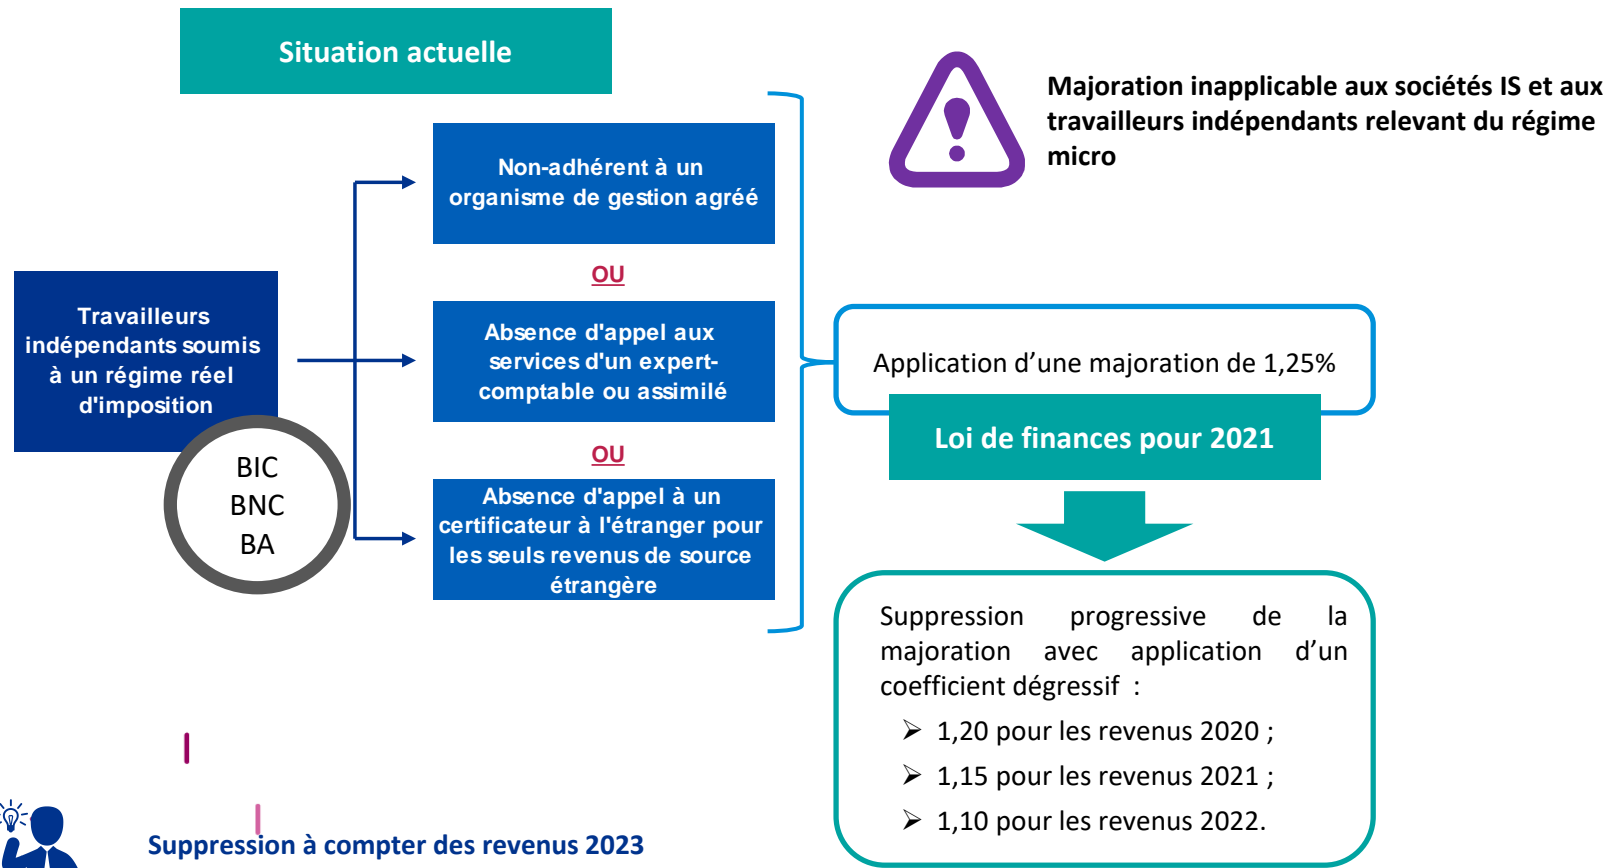 Situation actuelle
Majoration inapplicable aux sociétés IS et aux
travailleurs indépendants relevant du régime
micro
Non-adhérent à un
organisme de gestion agréé
OU
Travailleurs
indépendants soumis
à un régime réel
d'imposition
BIC
BNC
BA
Absence d'appel aux
services d'un expert-
comptable ou assimilé
OU
Absence d'appel à un
certificateur à l'étranger pour
les seuls revenus de source
étrangère
Application d’une majoration de 1,25%
Loi de finances pour 2021
Suppression progressive de la
majoration avec application d’un
coefficient dégressif :
➢ 1,20 pour les revenus 2020 ;
➢ 1,15 pour les revenus 2021 ;
➢ 1,10 pour les revenus 2022.
Suppression à compter des revenus 2023